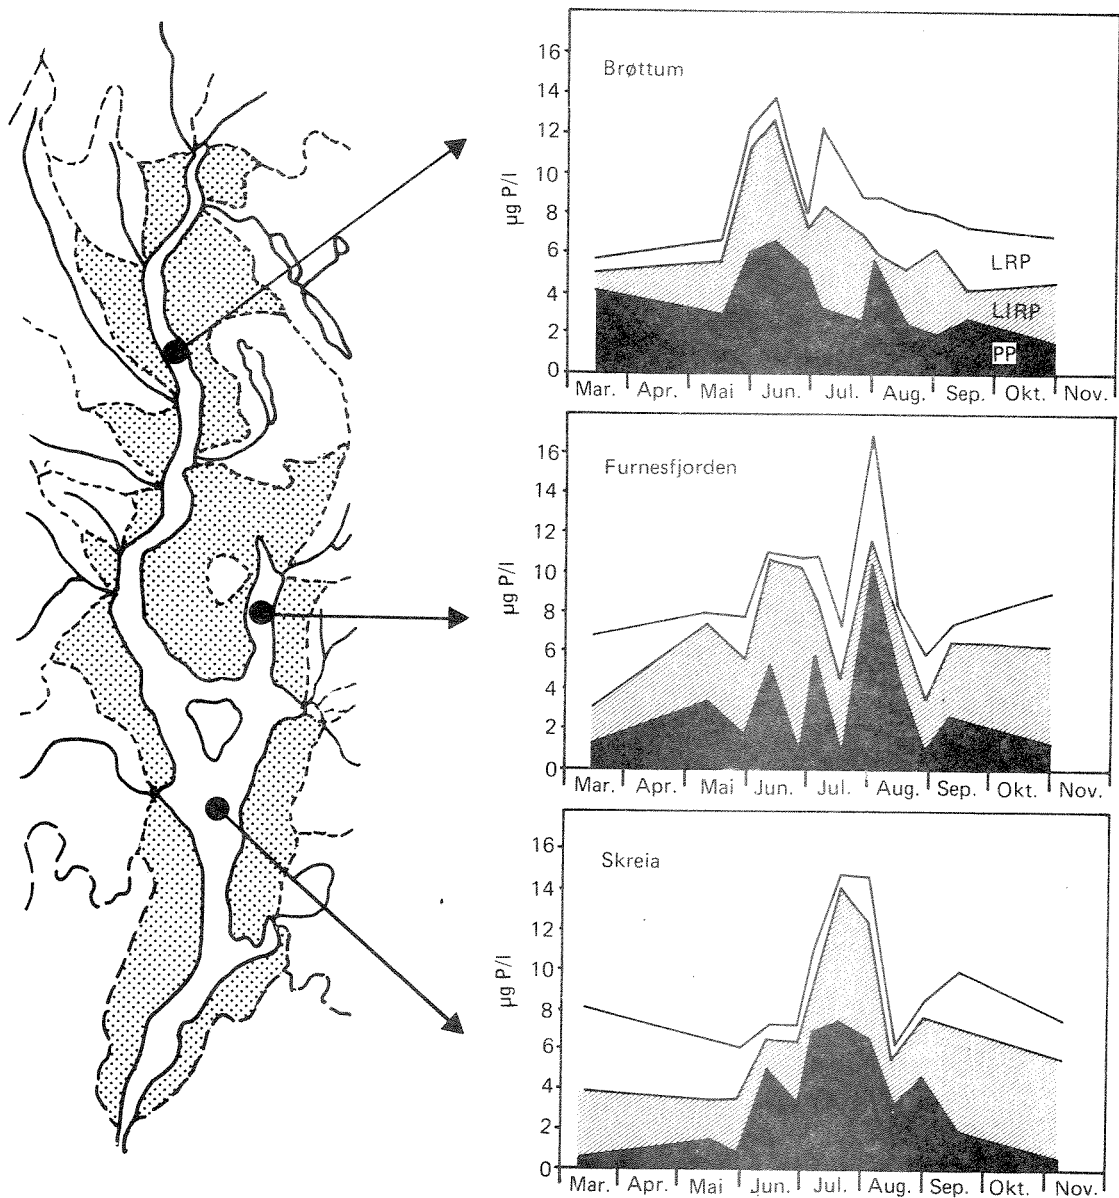 16
14
12
10
8
6
4
2
0
µg P/l
Brøttum
LRP
LIRP
PP
Mar. Apr. Mai Jun. Jul. Aug. Sep. Okt. Nov.
16
14
12
10
8
6
4
2
0
µg P/l
Furnesfjorden
Mar. Apr. Mai Jun. Jul. Aug. Sep. Okt. Nov.
16
14
12
10
8
6
4
2
0
µg P/l
Skreia
Mar. Apr. Mai Jun. Jul. Aug. Sep. Okt. Nov.